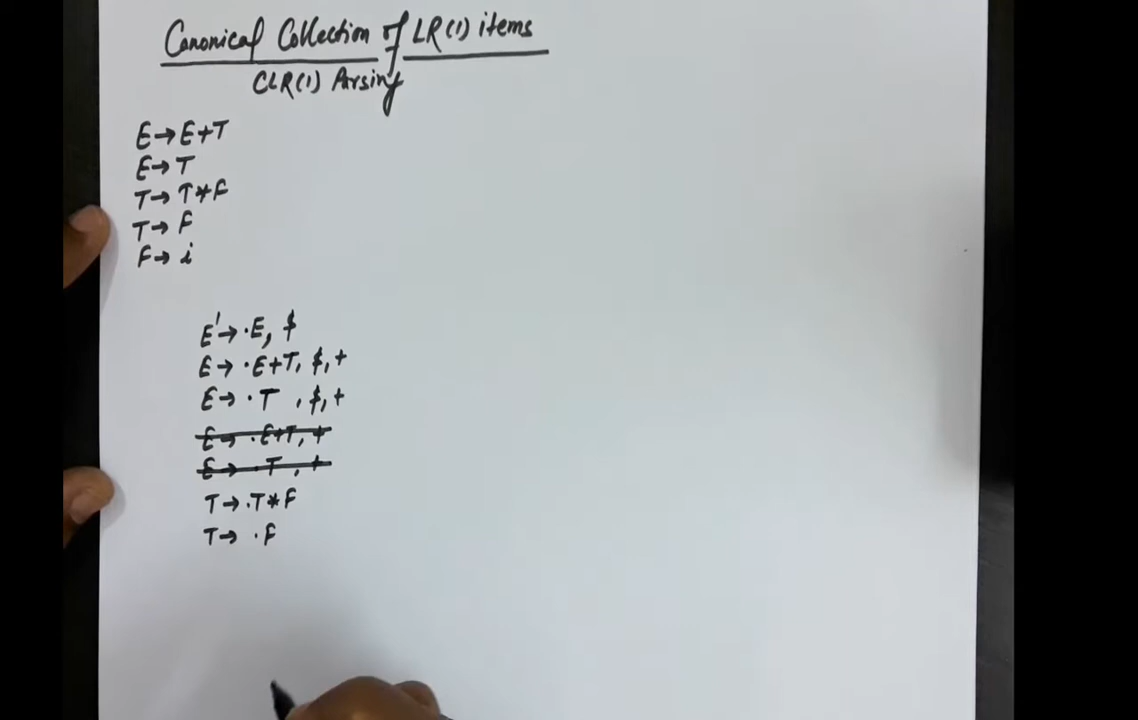 Canonical Collection of LR(1) items
CLR(1) Parsing
E→E+T
E→T
T→T*F
T→F
F→i
E'→·E, $
E→·E+T, $,+
E→·T , $,+
E→·E+T, +
E→·T, +
T→·T*F
T→·F